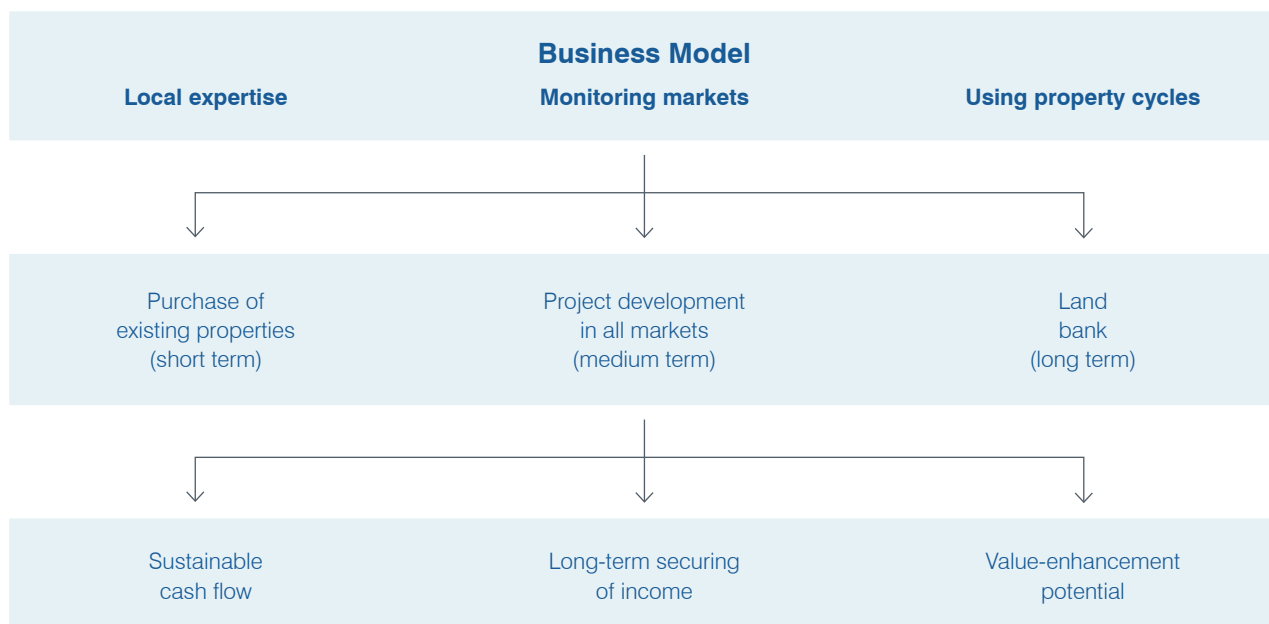 Business Model
Local expertise
Monitoring markets
Using property cycles
Purchase of
existing properties
(short term)
Project development
in all markets
(medium term)
Land
bank
(long term)
Sustainable
cash flow
Long-term securing
of income
Value-enhancement
potential